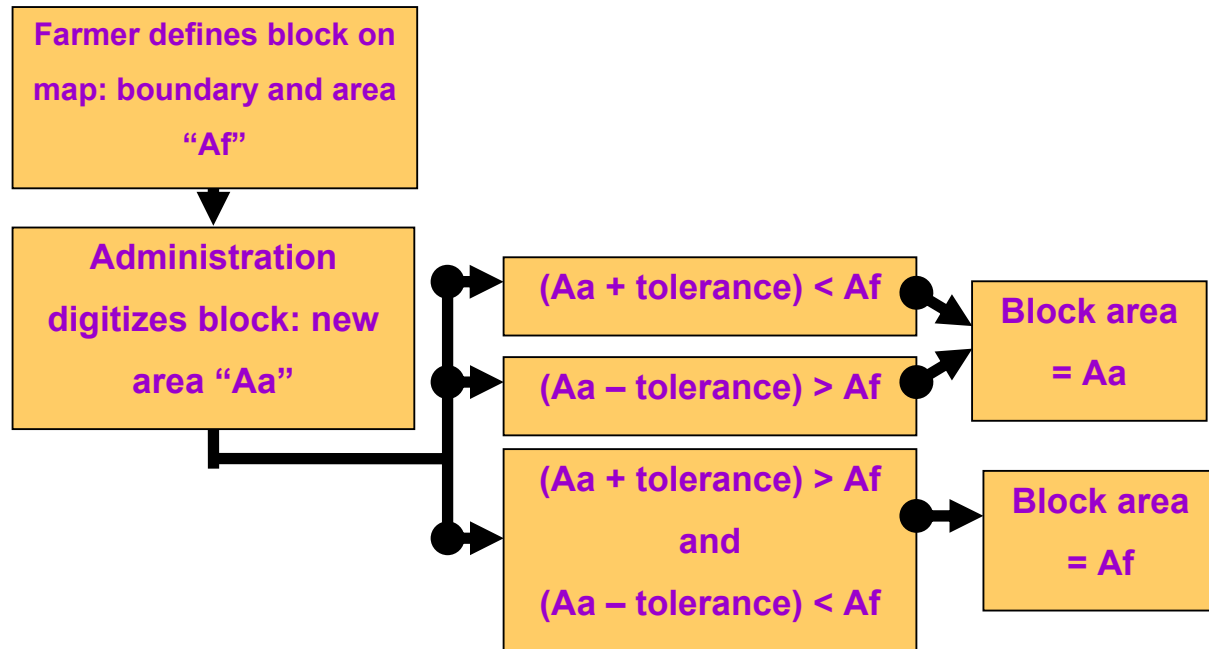 Farmer defines block on
map: boundary and area
“Af”
Administration
digitizes block: new
area “Aa”
(Aa + tolerance) < Af
(Aa – tolerance) > Af
(Aa + tolerance) > Af
and
(Aa – tolerance) < Af
Block area
= Aa
Block area
= Af